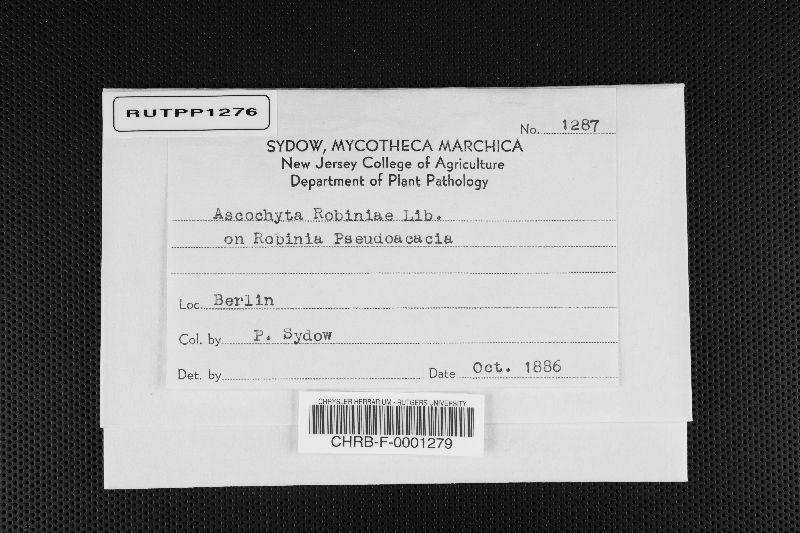 RUTPP1276
No. 1287
SYDOW, MYCOTHECA MARCHICA
New Jersey College of Agriculture
Department of Plant Pathology
Ascochyta Robiniae Lib.
on Robinia Pseudoacacia
Loc. Berlin
Col. by P. Sydow
Det. by Date Oct. 1886
CHRYSLER HERBARIUM - RUTGERS UNIVERSITY
CHRB-F-0001279